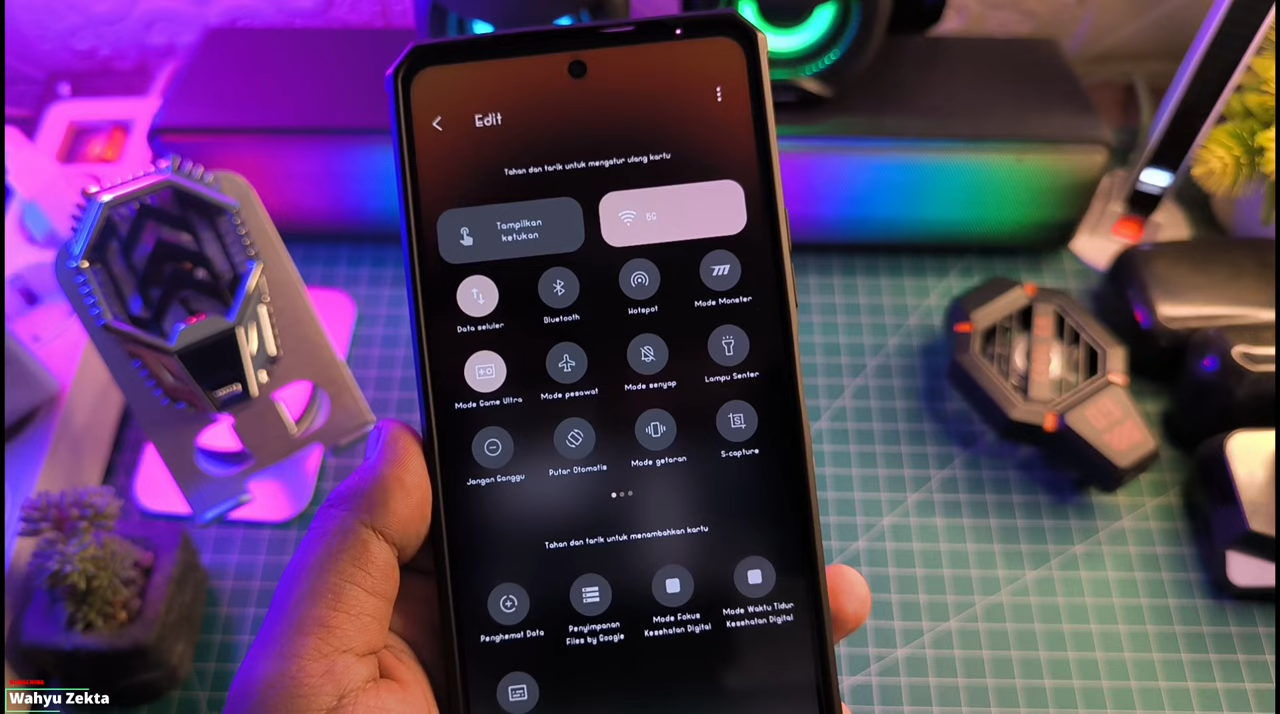 Edit
Tahan dan tarik untuk mengatur ulang kartu
Tampilkan
ketukan
5G
Data seluler
Bluetooth
Hotspot
Mode Monster
Mode Game Ultra
Mode pesawat
Mode senyap
Lampu Senter
Jangan Ganggu
Putar Otomatis
Mode getaran
S-capture
Tahan dan tarik untuk menambahkan kartu
Penghemat Data
Penyimpanan
Files by Google
Mode Fokus
Kesehatan Digital
Mode Waktu Tidur
Kesehatan Digital
SUBSCRIBE
Wahyu Zekta